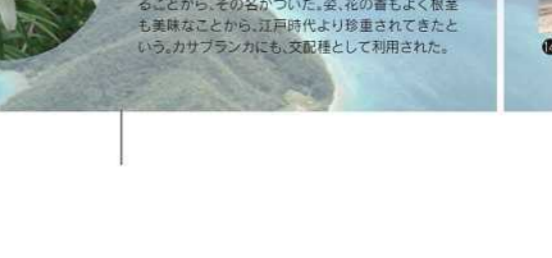 ることから、その名がついた。姿、花の香もよく根茎
も美味なことから、江戸時代より珍重されてきたと
いう。カサブランカにも、交配種として利用された。